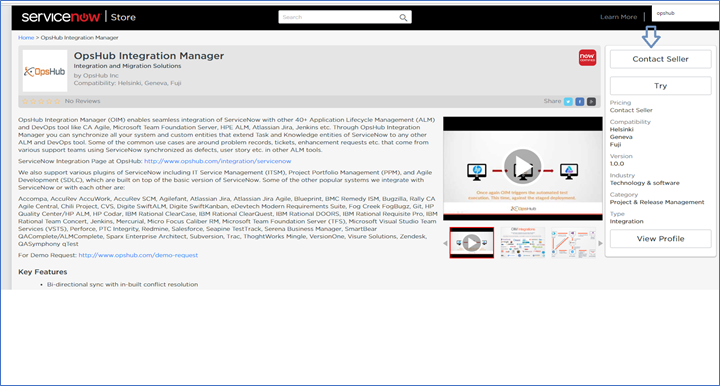 servicenow | Store
Search
Learn More
opshub
Home > OpsHub Integration Manager
OpsHub
OpsHub Integration Manager
Integration and Migration Solutions
by OpsHub Inc
Compatibility: Helsinki, Geneva, Fuji
now
No Reviews
Share
OpsHub Integration Manager (OIM) enables seamless integration of ServiceNow with other 40+ Application Lifecycle Management (ALM)
and DevOps tool like CA Agile, Microsoft Team Foundation Server, HPE ALM, Atlassian Jira, Jenkins etc. Through OpsHub Integration
Manager you can synchronize all your system and custom entities that extend Task and Knowledge entities of ServiceNow to any other
ALM and DevOps tool. Some of the common use cases are around problem records, tickets, enhancement requests etc. that come from
various support teams using ServiceNow synchronized as defects, user story etc. in other ALM tools.
ServiceNow Integration Page at OpsHub: http://www.opshub.com/integration/servicenow
We also support various plugins of ServiceNow including IT Service Management (ITSM), Project Portfolio Management (PPM), and Agile
Development (SDLC), which are built on top of the basic version of ServiceNow. Some of the other popular systems we integrate with
ServiceNow or with each other are:
Accompa, AccuRev AccuWork, AccuRev SCM, Agilefant, Atlassian Jira, Atlassian Jira Agile, Blueprint, BMC Remedy ISM, Bugzilla, Rally CA
Agile Central, Chili Project, CVS, Digite SwiftALM, Digite SwiftKanban, eDevtech Modern Requirements Suite, Fog Creek FogBugz, Git, HP
Quality Center/HP ALM, HP Codar, IBM Rational ClearCase, IBM Rational ClearQuest, IBM Rational DOORS, IBM Rational Requisite Pro, IBM
Rational Team Concert, Jenkins, Mercurial, Micro Focus Caliber RM, Microsoft Team Foundation Server (TFS), Microsoft Visual Studio Team
Services (VSTS), Perforce, PTC Integrity, Redmine, Salesforce, Seapine TestTrack, Serena Business Manager, SmartBear
QAComplete/ALMComplete, Sparx Enterprise Architect, Subversion, Trac, ThoghtWorks Mingle, VersionOne, Visure Solutions, Zendesk,
QASymphony qTest
For Demo Request: http://www.opshub.com/demo-request
Key Features
• Bi-directional sync with in-built conflict resolution
Once again OIM triggers the automated test
execution. This time, against the staged deployment.
OpsHub
Contact Seller
Try
Pricing
Contact Seller
Compatibility
Helsinki
Geneva
Fuji
Version
1.0.0
Industry
Technology & software
Category
Project & Release Management
Type
Integration
View Profile